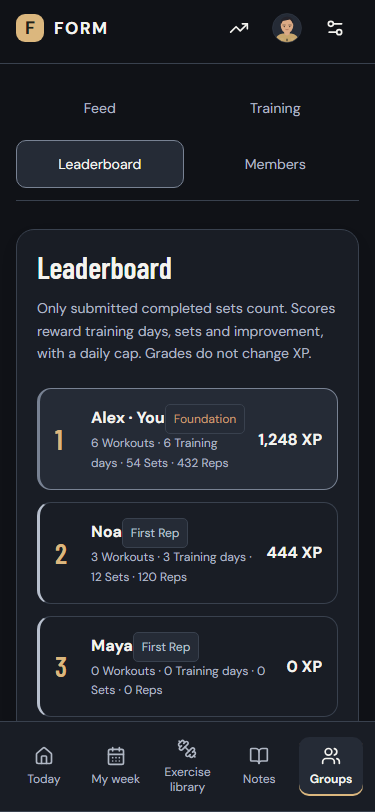 F FORM
Feed Training
Leaderboard Members
Leaderboard
Only submitted completed sets count. Scores
reward training days, sets and improvement,
with a daily cap. Grades do not change XP.
1
Alex · You Foundation
6 Workouts · 6 Training
days · 54 Sets · 432 Reps
1,248 XP
2
Noa First Rep
3 Workouts · 3 Training days ·
12 Sets · 120 Reps
444 XP
3
Maya First Rep
0 Workouts · 0 Training days · 0
Sets · 0 Reps
0 XP
Today
My week
Exercise
library
Notes
Groups